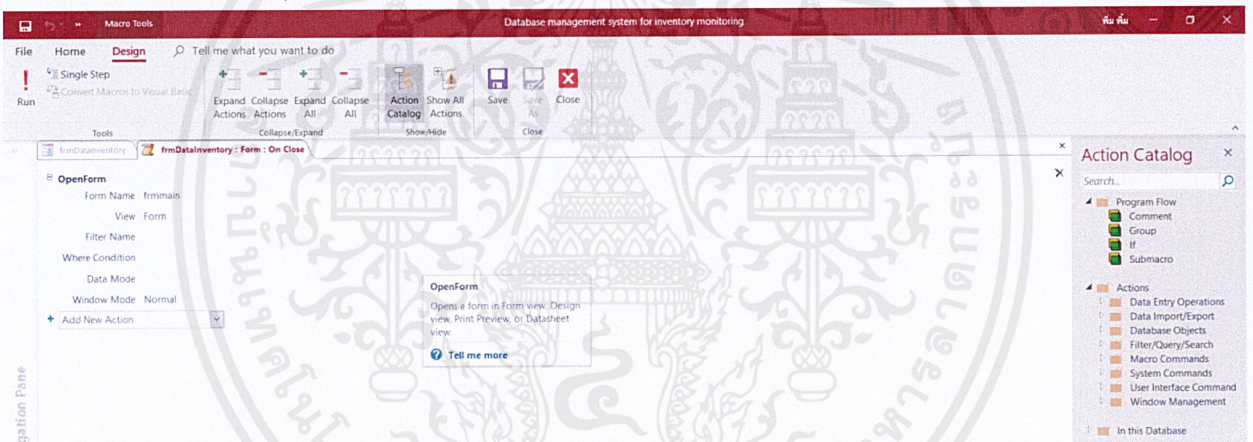 Macro Tools
Database management system for inventory monitoring
พิม พิ้ม
File Home Design Tell me what you want to do
Run
Single Step
Convert Macros to Visual Basic
Tools
Expand Actions
Collapse Actions
Expand All
Collapse All
Collapse/Expand
Action Catalog
Show All Actions
Show/Hide
Save
Save As
Close
Close
frmDataInventory
frmDataInventory : Form : On Close
OpenForm
Form Name frmmain
View Form
Filter Name
Where Condition
Data Mode
Window Mode Normal
Add New Action
OpenForm
Opens a form in Form view, Design
view, Print Preview, or Datasheet
view.
Tell me more
Action Catalog
Search...
Program Flow
Comment
Group
If
Submacro
Actions
Data Entry Operations
Data Import/Export
Database Objects
Filter/Query/Search
Macro Commands
System Commands
User Interface Command
Window Management
In this Database